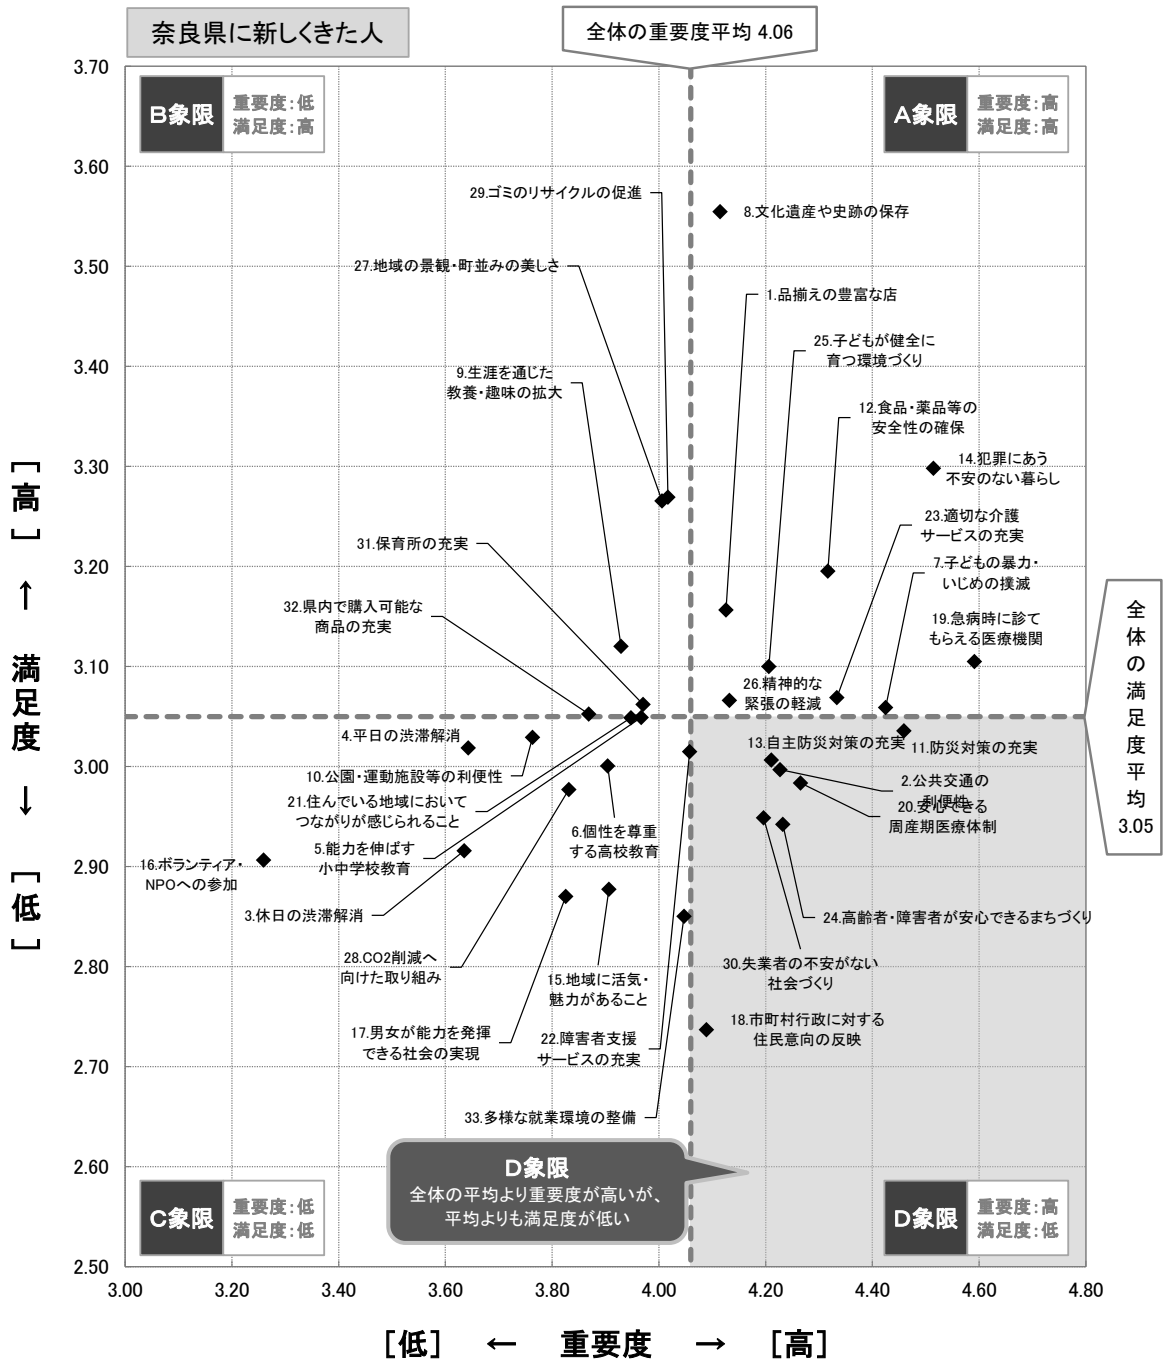 奈良県に新しくきた人
全体の重要度平均 4.06
B象限
重要度:低
満足度:高
A象限
重要度:高
満足度:高
3.70
3.60
3.50
3.40
3.30
3.20
3.10
3.00
2.90
2.80
2.70
2.60
2.50
29.ゴミのリサイクルの促進
8.文化遺産や史跡の保存
27.地域の景観・町並みの美しさ
1.品揃えの豊富な店
25.子どもが健全に
育つ環境づくり
9.生涯を通じた
教養・趣味の拡大
12.食品・薬品等の
安全性の確保
14.犯罪にあう
不安のない暮らし
23.適切な介護
サービスの充実
31.保育所の充実
7.子どもの暴力・
いじめの撲滅
32.県内で購入可能な
商品の充実
19.急病時に診て
もらえる医療機関
26.精神的な
緊張の軽減
4.平日の渋滞解消
13.自主防災対策の充実
11.防災対策の充実
10.公園・運動施設等の利便性
2.公共交通の
利便性
21.住んでいる地域において
つながりが感じられること
20.安心できる
周産期医療体制
6.個性を尊重
する高校教育
5.能力を伸ばす
小中学校教育
16.ボランティア・
NPOへの参加
3.休日の渋滞解消
24.高齢者・障害者が安心できるまちづくり
28.CO2削減へ
向けた取り組み
30.失業者の不安がない
社会づくり
15.地域に活気・
魅力があること
17.男女が能力を発揮
できる社会の実現
22.障害者支援
サービスの充実
18.市町村行政に対する
住民意向の反映
33.多様な就業環境の整備
全体の満足度平均
3.05
[高] ↑ 満足度 ↓ [低]
D象限
全体の平均より重要度が高いが、
平均よりも満足度が低い
C象限
重要度:低
満足度:低
D象限
重要度:高
満足度:低
3.00 3.20 3.40 3.60 3.80 4.00 4.20 4.40 4.60 4.80
[低] ← 重要度 → [高]